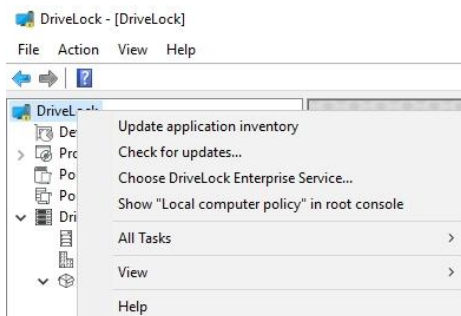 DriveLock - [DriveLock]
File Action View Help
DriveLock
Update application inventory
Check for updates...
Choose DriveLock Enterprise Service...
Show "Local computer policy" in root console
All Tasks
View
Help